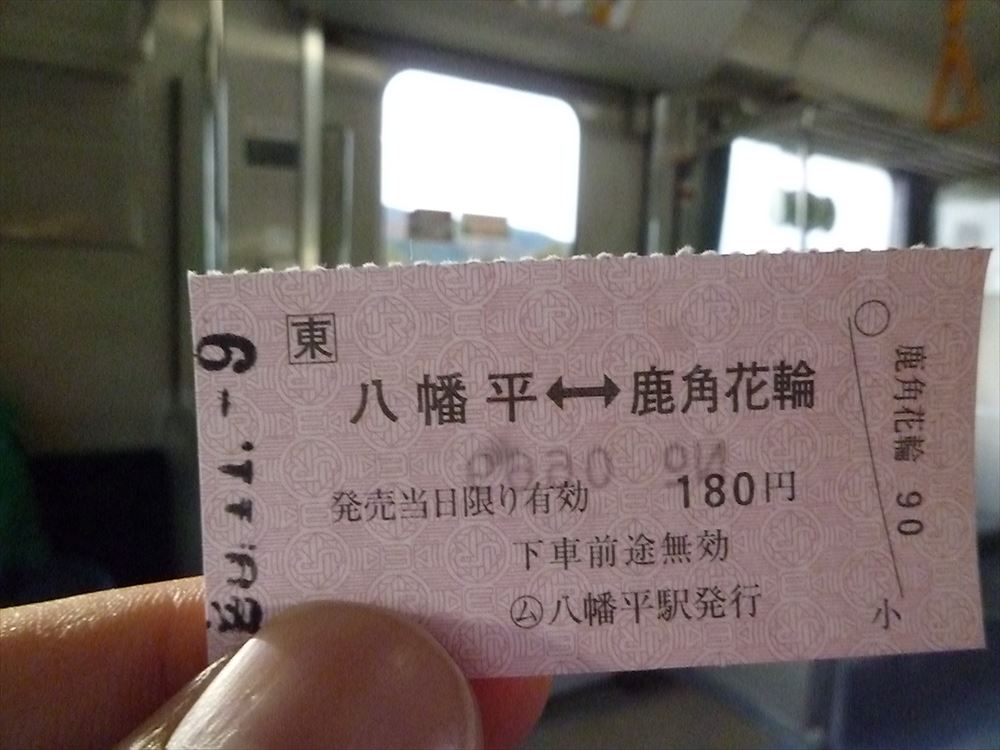 東
八幡平↔鹿角花輪
発売当日限り有効 180円
下車前途無効
㋰八幡平駅発行
〇
鹿角花輪 90
小